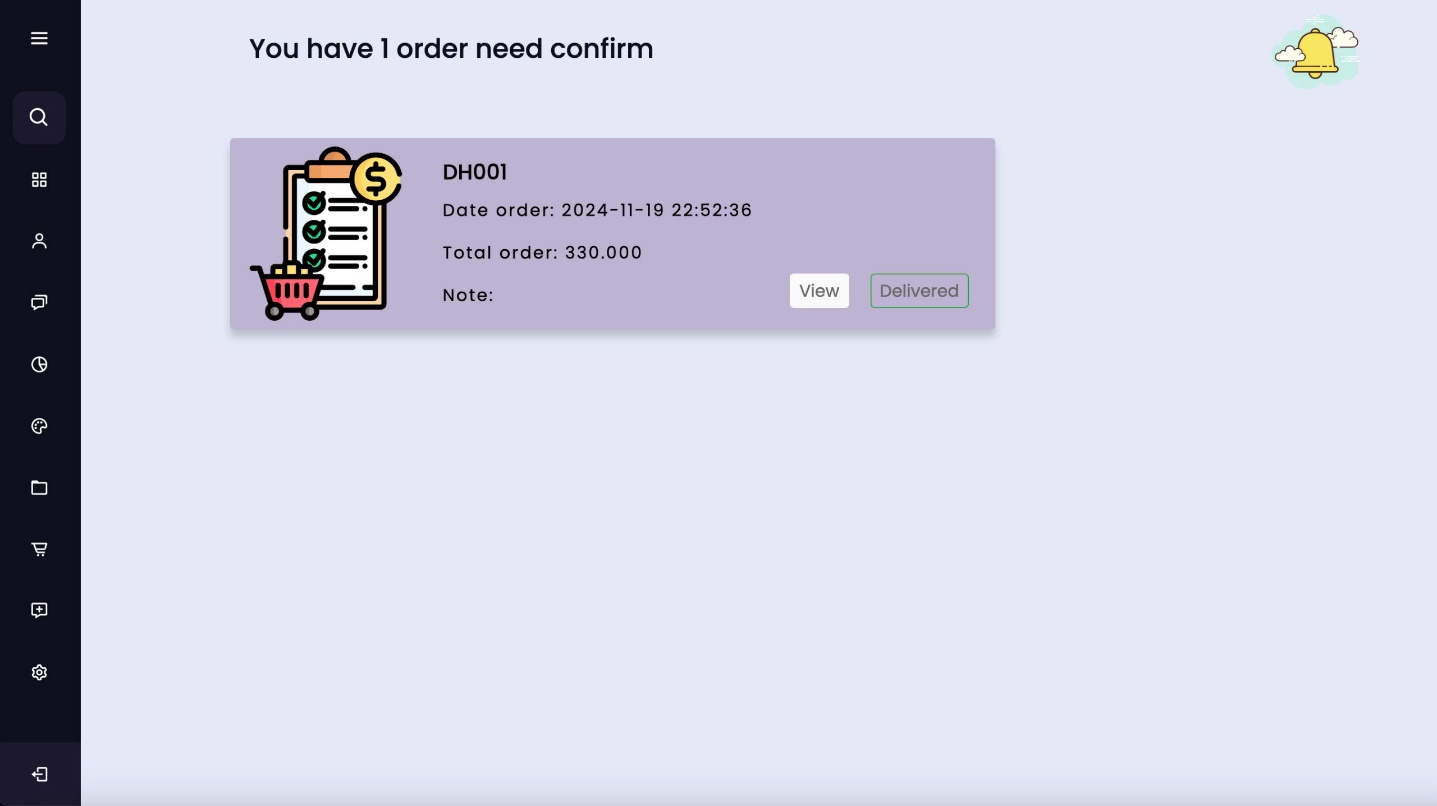 You have 1 order need confirm
DH001
Date order: 2024-11-19 22:52:36
Total order: 330.000
Note:
View
Delivered